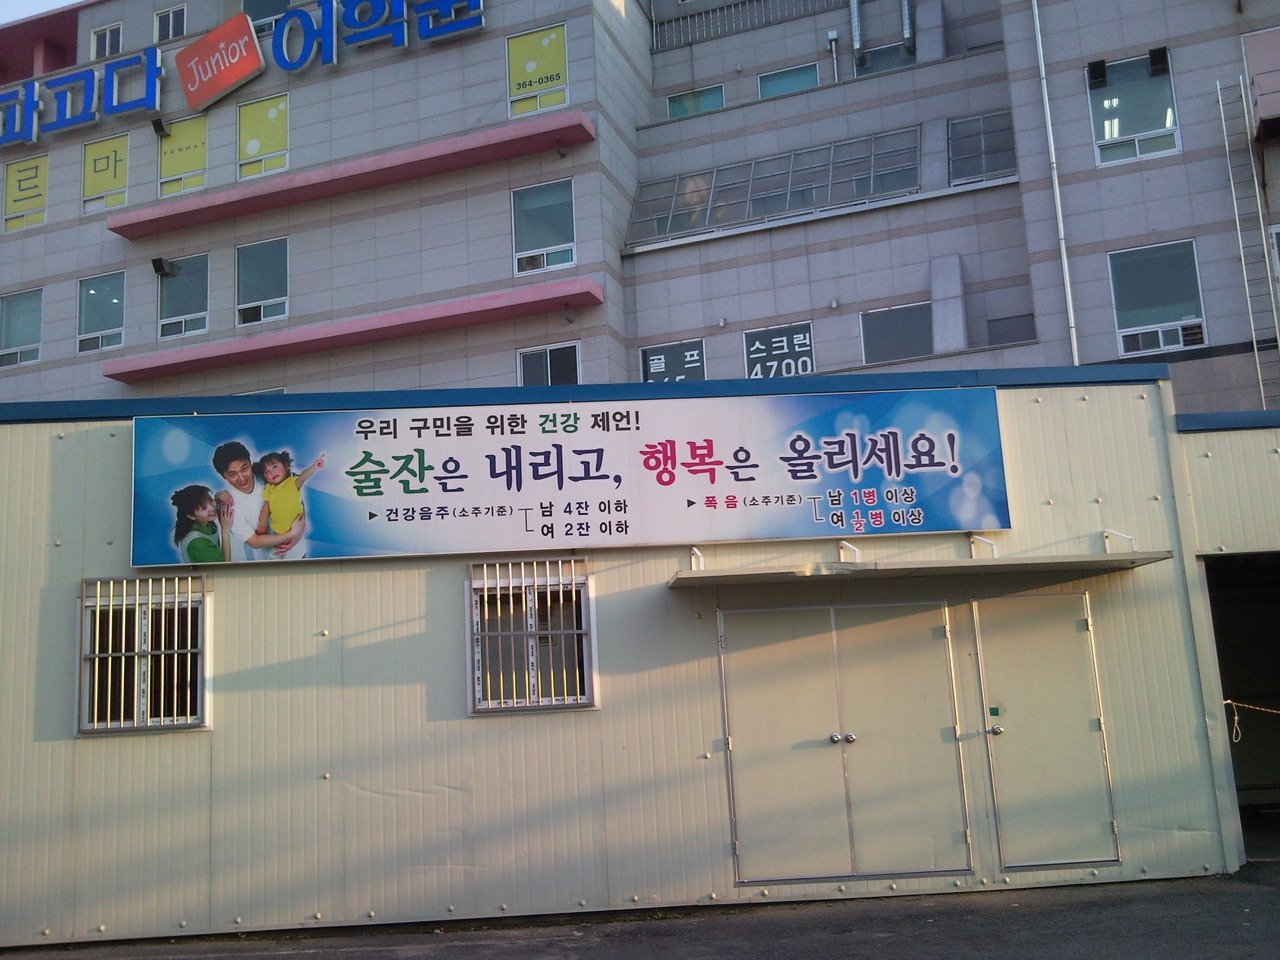 파고다 Junior 어학원
364-0365
르 마
FERMAT
골프 스크린
4700
우리 구민을 위한 건강 제언!
술잔은 내리고, 행복은 올리세요!
▶ 건강음주(소주기준) 남 4잔 이하
여 2잔 이하
▶ 폭음(소주기준) 남 1병 이상
여 1/2병 이상